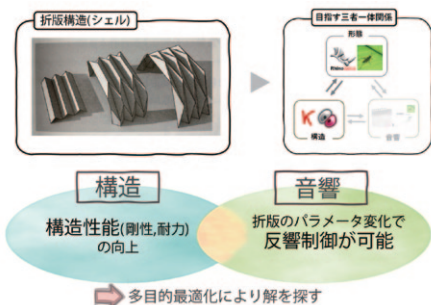 折版構造(シェル)
目指す三者一体関係
形態
構造
音響
構造
音響
構造性能(剛性,耐力)
の向上
折版のパラメータ変化で
反響制御が可能
多目的最適化により解を探す